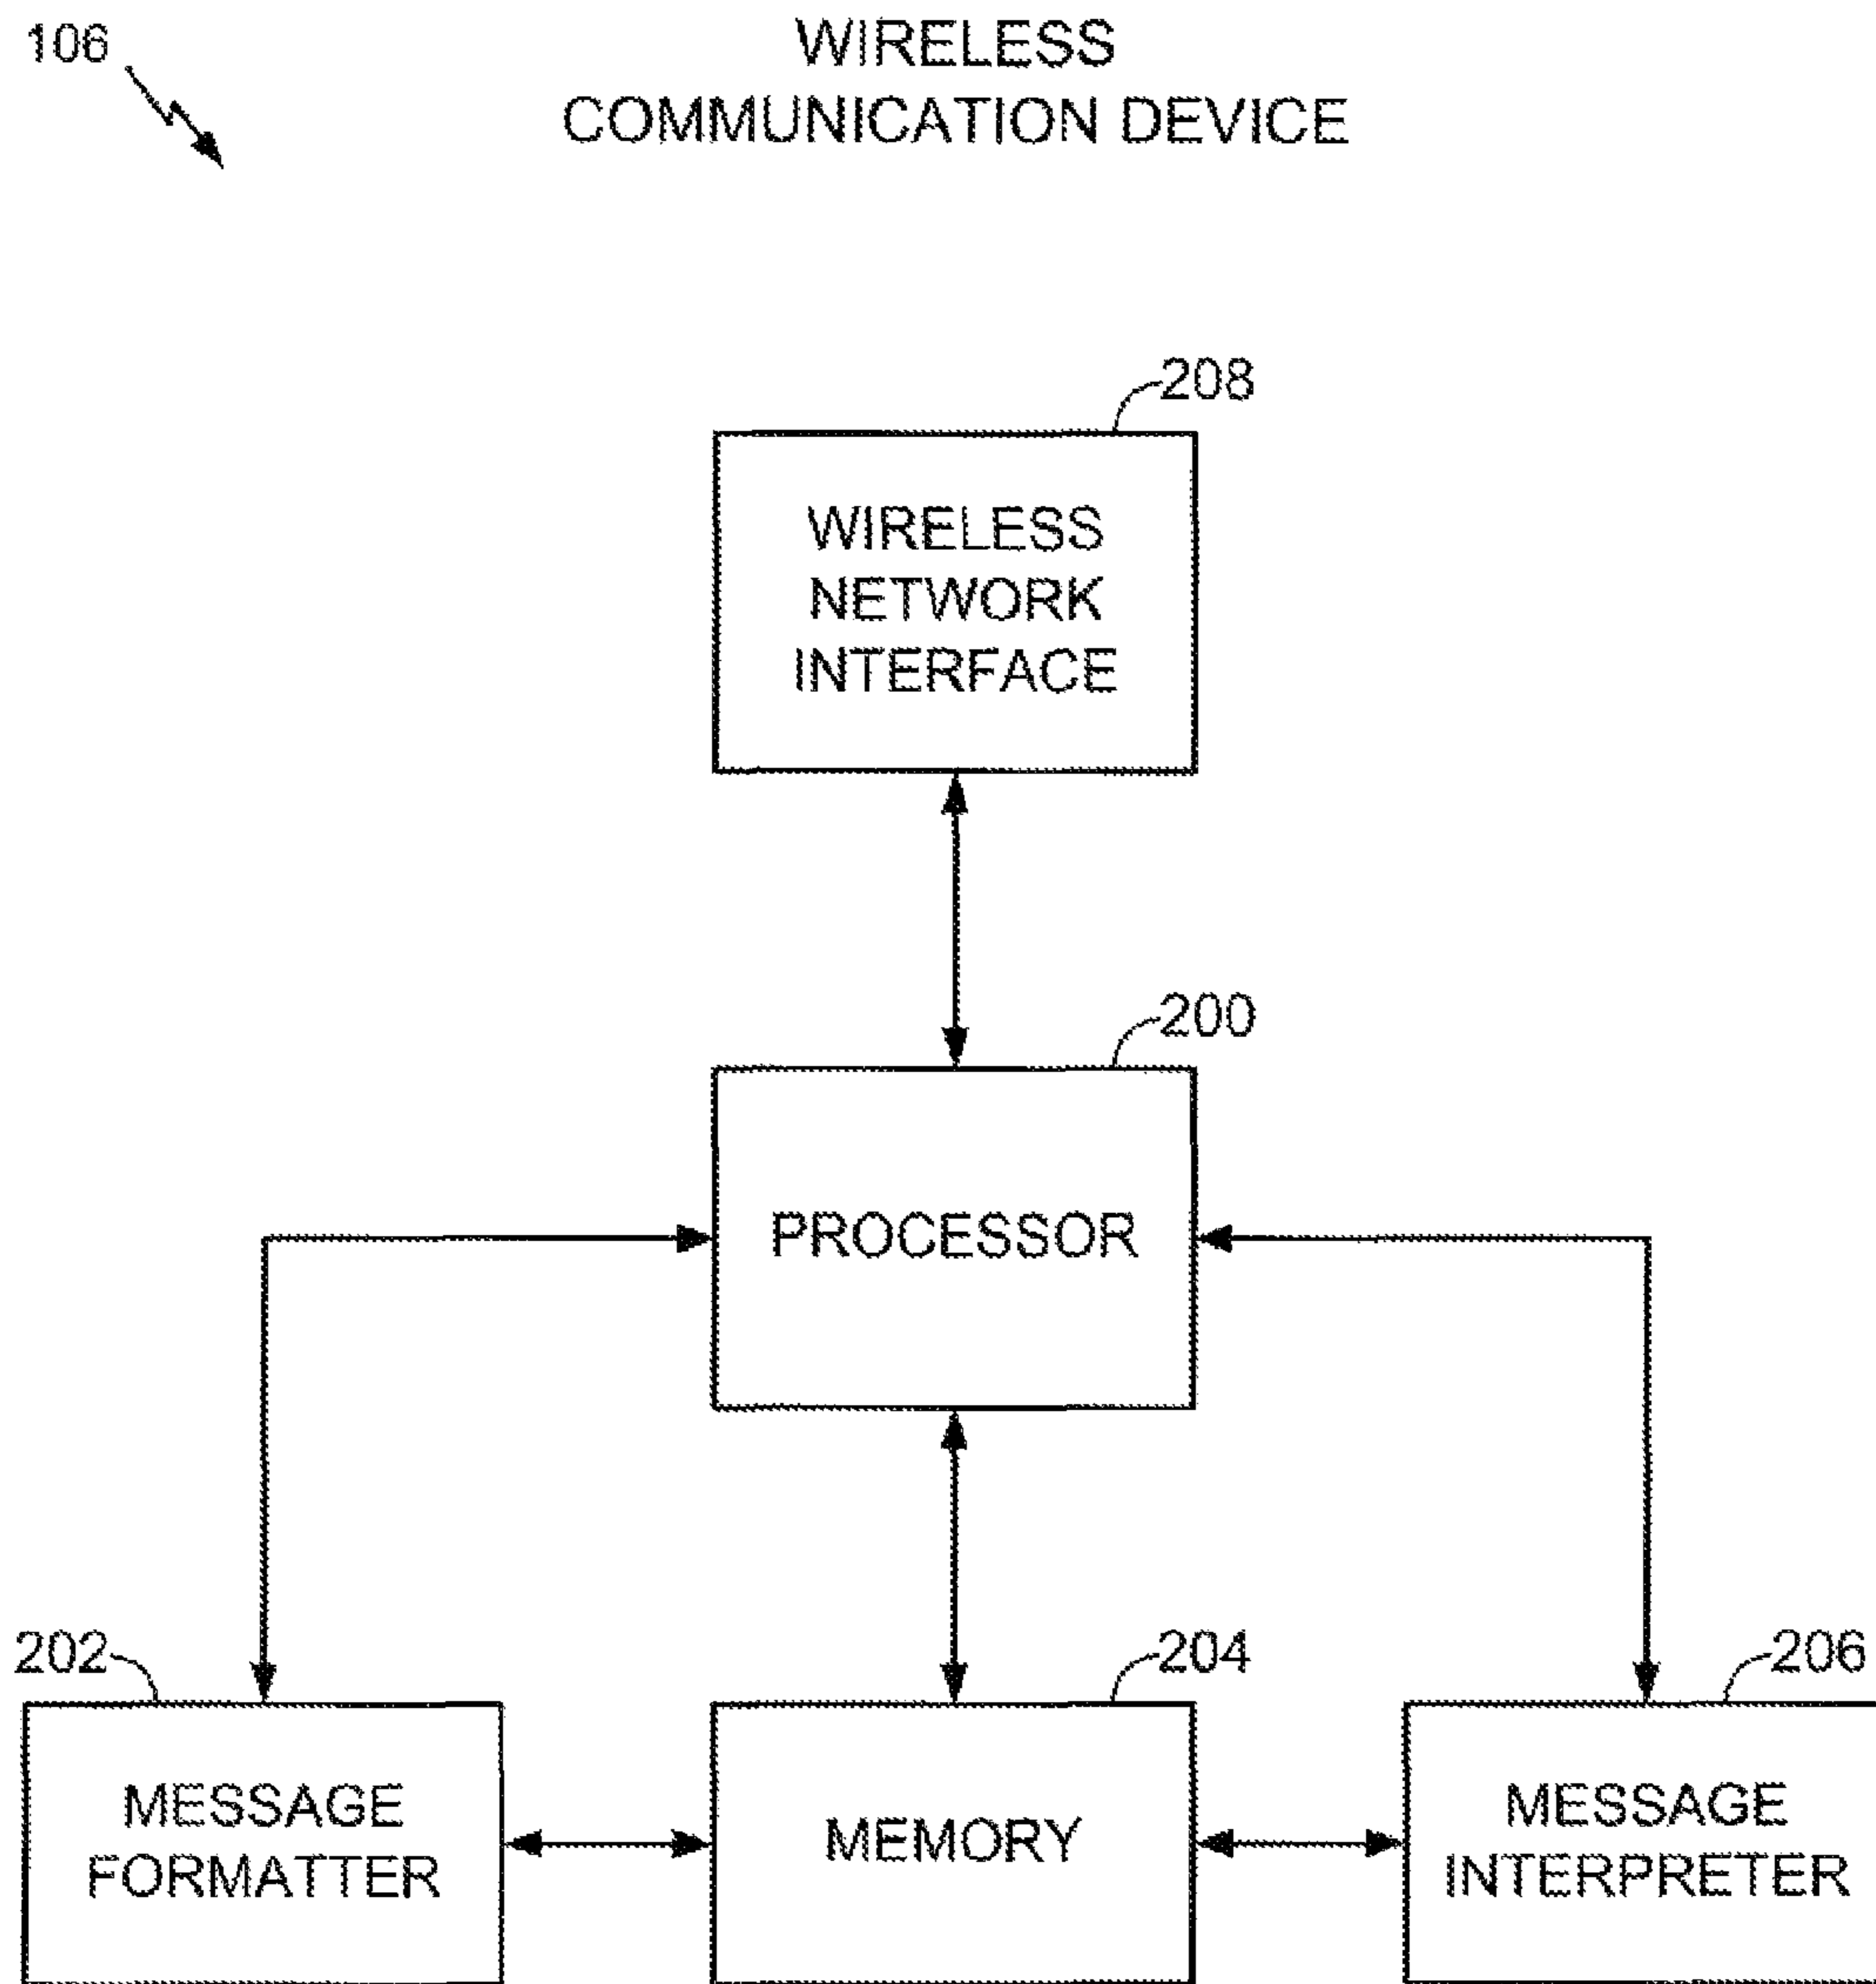 106
WIRELESS
COMMUNICATION DEVICE
208
WIRELESS
NETWORK
INTERFACE
200
PROCESSOR
202
204
206
MESSAGE
FORMATTER
MEMORY
MESSAGE
INTERPRETER